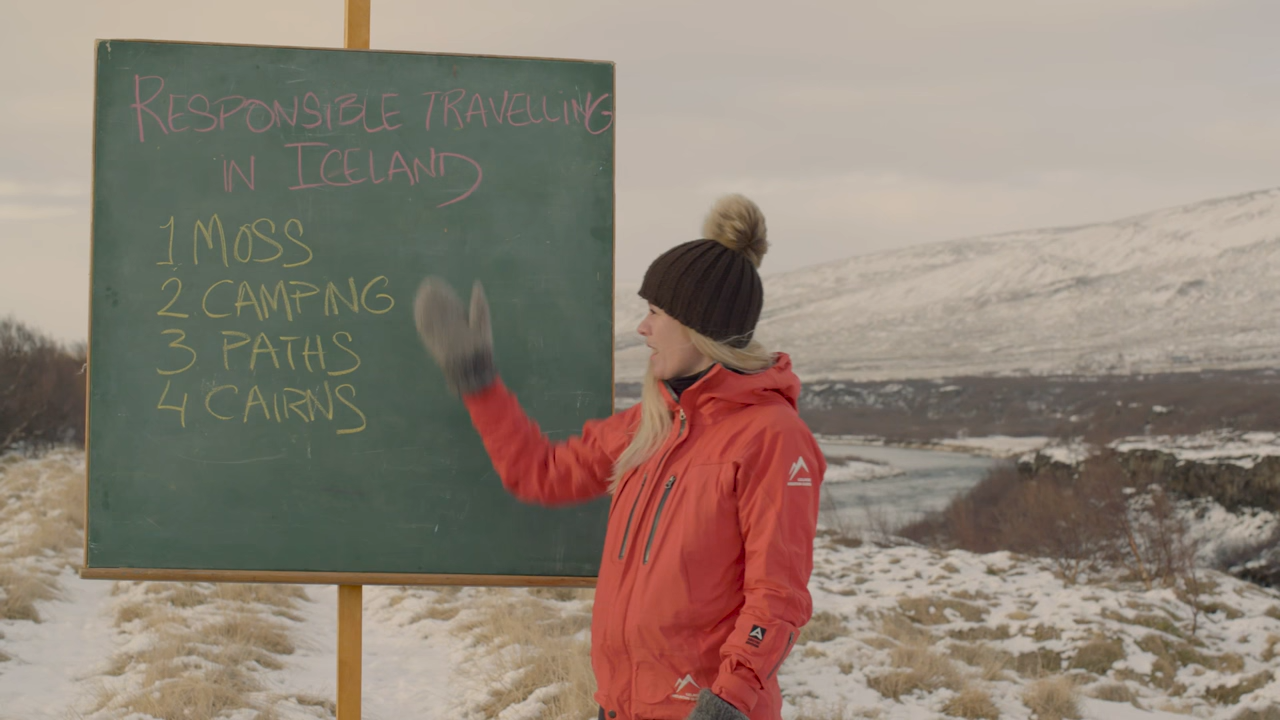 RESPONSIBLE TRAVELLING
IN ICELAND
1 MOSS
2 CAMPING
3 PATHS
4 CAIRNS